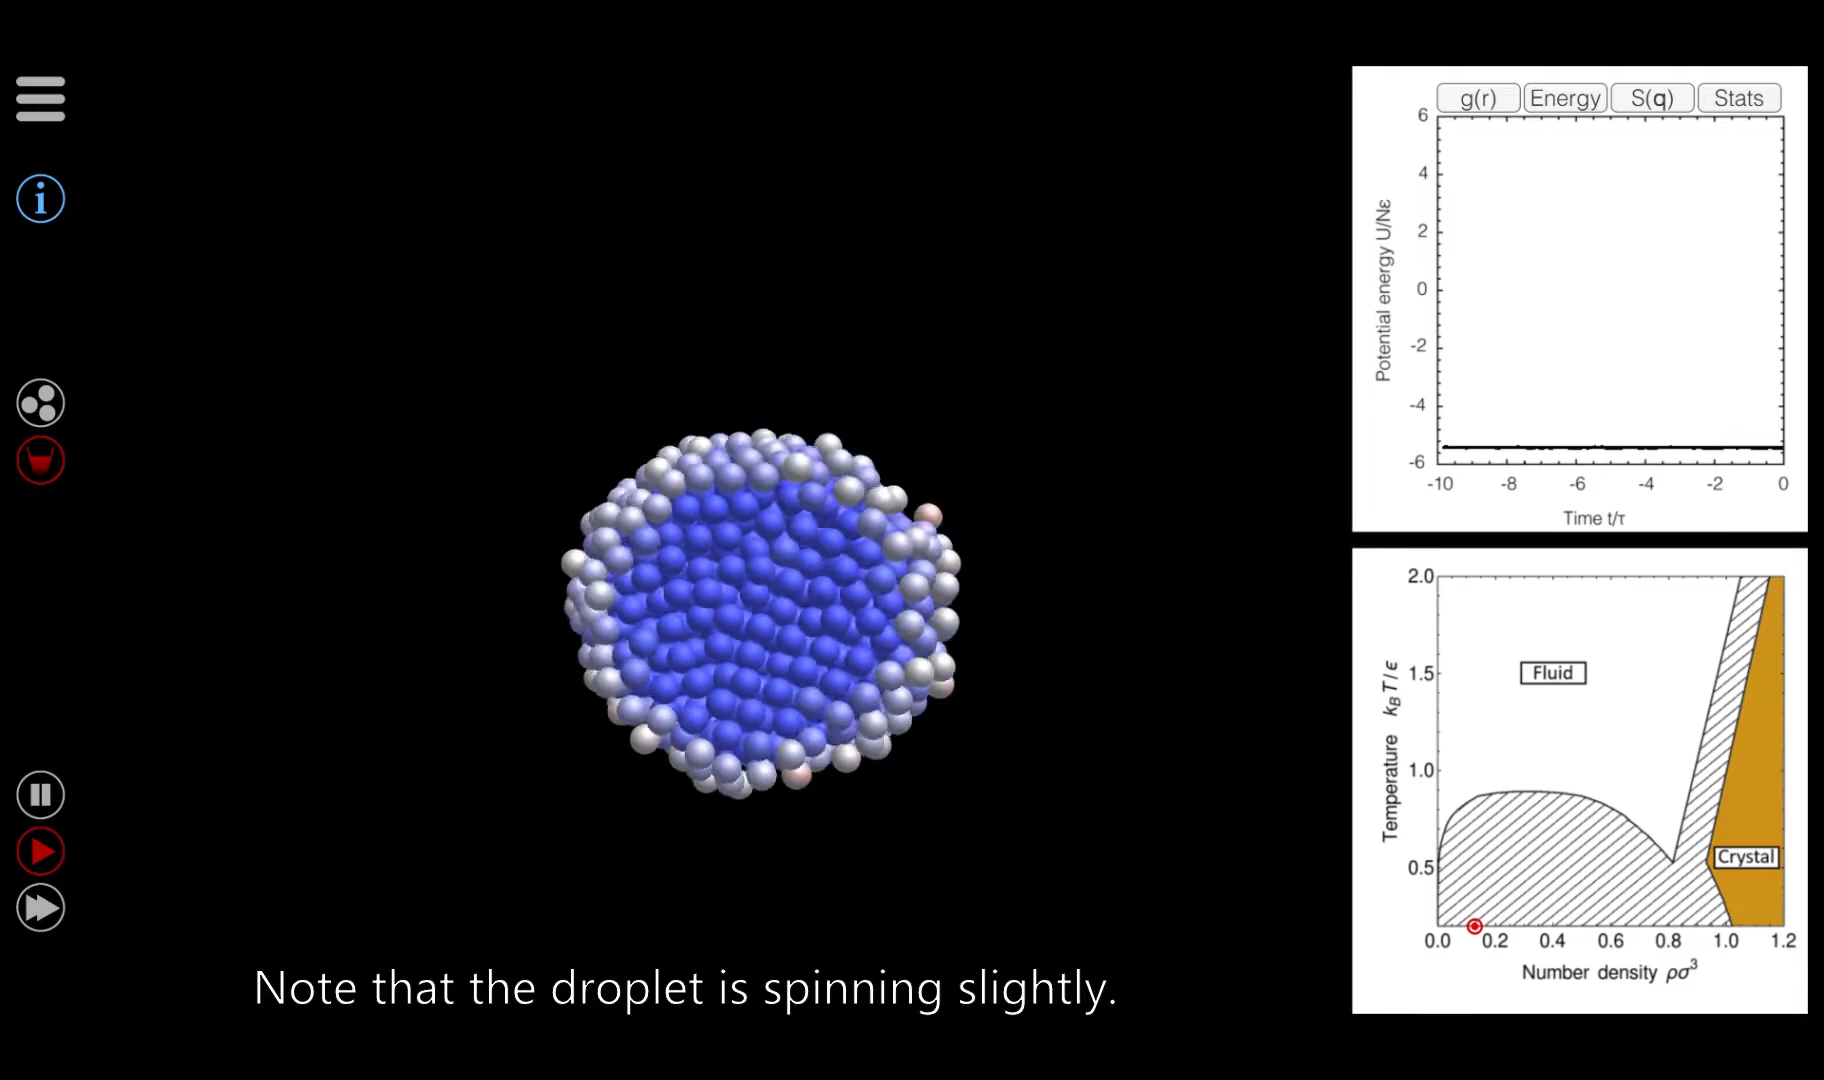 i
g(r) Energy S(q) Stats
6
4
2
0
-2
-4
-6
Potential energy U/Nε
-10 -8 -6 -4 -2 0
Time t/τ
2.0
1.5
1.0
0.5
Temperature k_B T/ϵ
Fluid
Crystal
0.0 0.2 0.4 0.6 0.8 1.0 1.2
Number density ρσ³
Note that the droplet is spinning slightly.